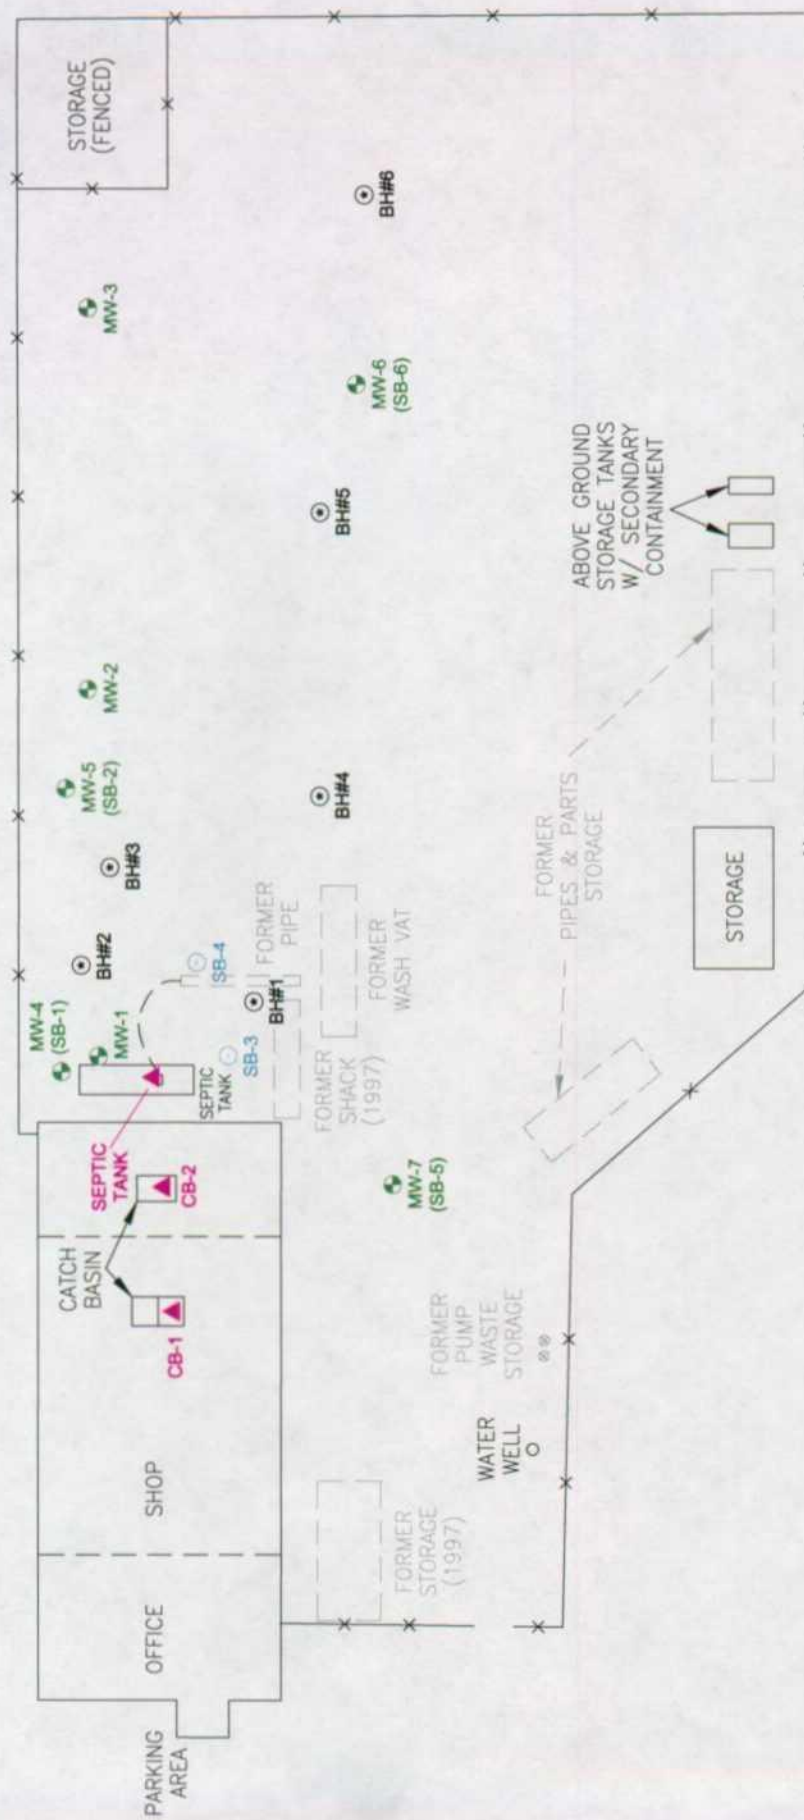 STORAGE
(FENCED)
MW-3
BH#6
MW-6
(SB-6)
BH#5
ABOVE GROUND
STORAGE TANKS
W/ SECONDARY
CONTAINMENT
MW-2
MW-5
(SB-2)
BH#3
BH#4
BH#2
MW-4
(SB-1)
MW-1
SB-4
SB-3
BH#1
FORMER
PIPE
FORMER
WASH VAT
FORMER
SHACK
(1997)
FORMER
PIPES & PARTS
STORAGE
STORAGE
SEPTIC
TANK
SEPTIC
TANK
CB-2
CATCH
BASIN
CB-1
MW-7
(SB-5)
FORMER
PUMP
WASTE
STORAGE
WATER
WELL
SHOP
OFFICE
FORMER
STORAGE
(1997)
PARKING
AREA